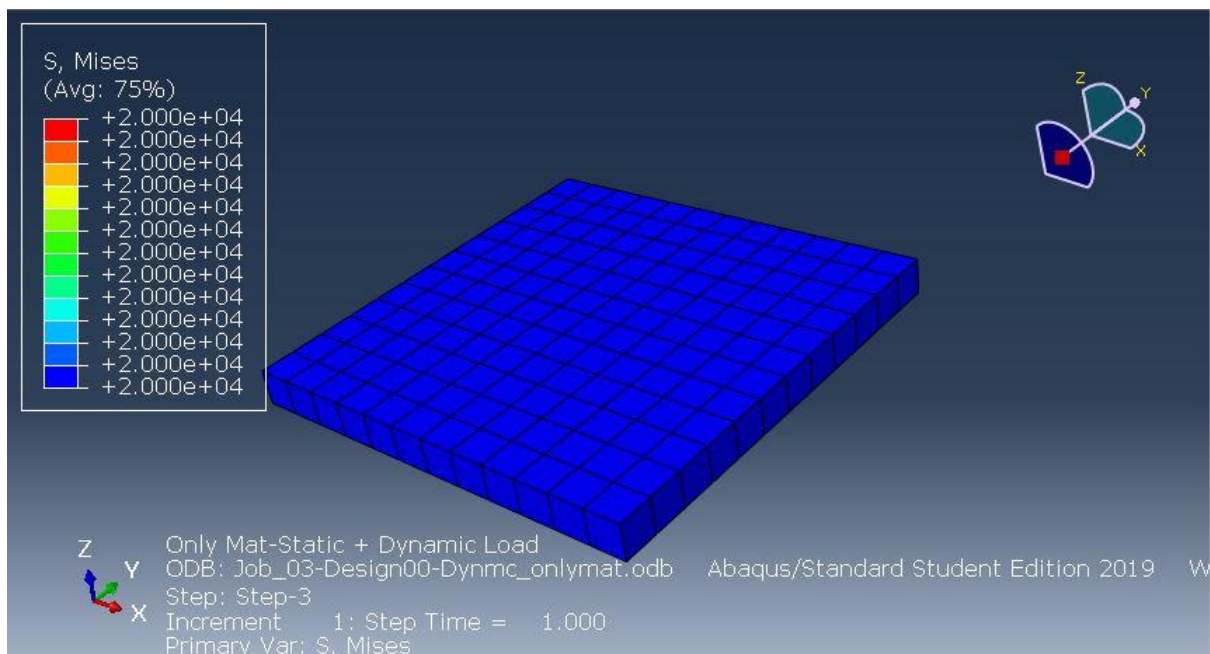 S, Mises
(Avg: 75%)
+2.000e+04
+2.000e+04
+2.000e+04
+2.000e+04
+2.000e+04
+2.000e+04
+2.000e+04
+2.000e+04
+2.000e+04
+2.000e+04
+2.000e+04
+2.000e+04
+2.000e+04
Z
Y
X
Z
Y
X
Only Mat-Static + Dynamic Load
ODB: Job_03-Design00-Dynmc_onlymat.odb Abaqus/Standard Student Edition 2019 W
Step: Step-3
Increment 1: Step Time = 1.000
Primary Var: S, Mises